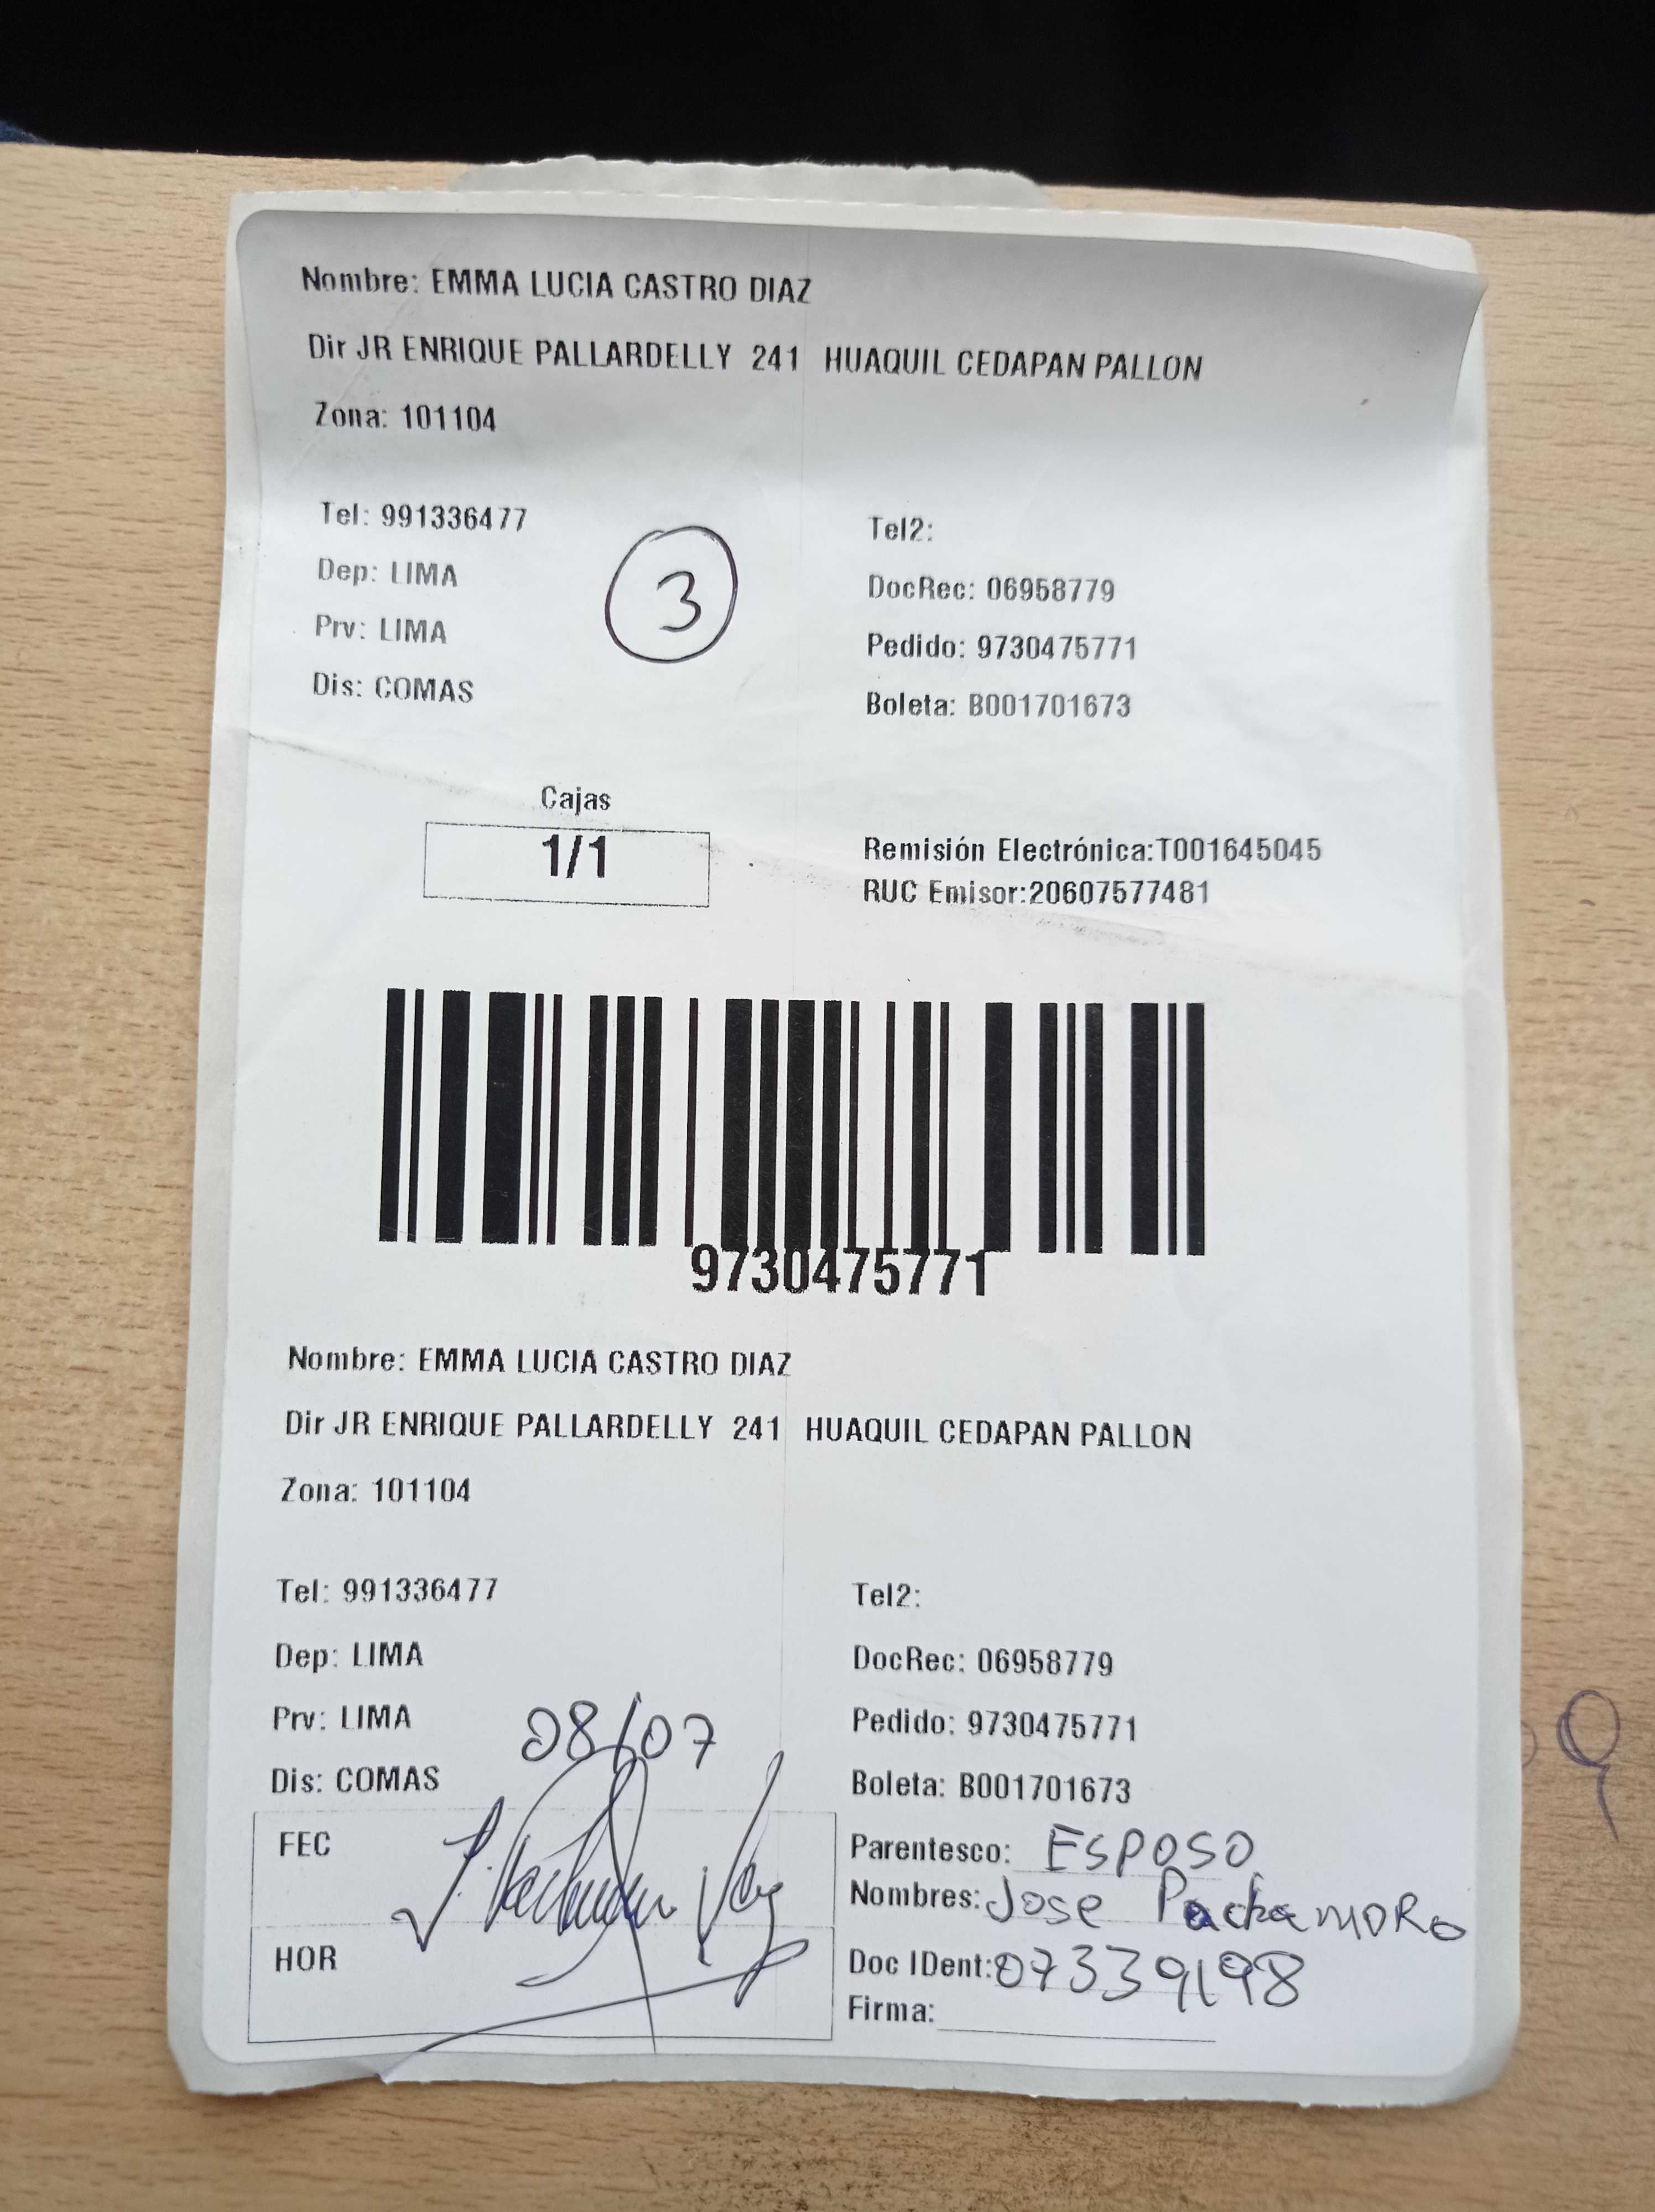 Nombre: EMMA LUCIA CASTRO DIAZ
Dir JR ENRIQUE PALLARDELLY 241 HUAQUIL CEDAPAN PALLON
Zona: 101104
Tel: 991336477
Tel2:
Dep: LIMA
3
DocRec: 06958779
Prv: LIMA
Pedido: 9730475771
Dis: COMAS
Boleta: B001701673
Cajas
1/1
Remisión Electrónica:T001645045
RUC Emisor:20607577481
9730475771
Nombre: EMMA LUCIA CASTRO DIAZ
Dir JR ENRIQUE PALLARDELLY 241 HUAQUIL CEDAPAN PALLON
Zona: 101104
Tel: 991336477
Tel2:
Dep: LIMA
DocRec: 06958779
Prv: LIMA
08/07
Pedido: 9730475771
Dis: COMAS
Boleta: B001701673
FEC
Parentesco: ESPOSO
Nombres: Jose
HOR
Doc IDent: 07339198
Firma: